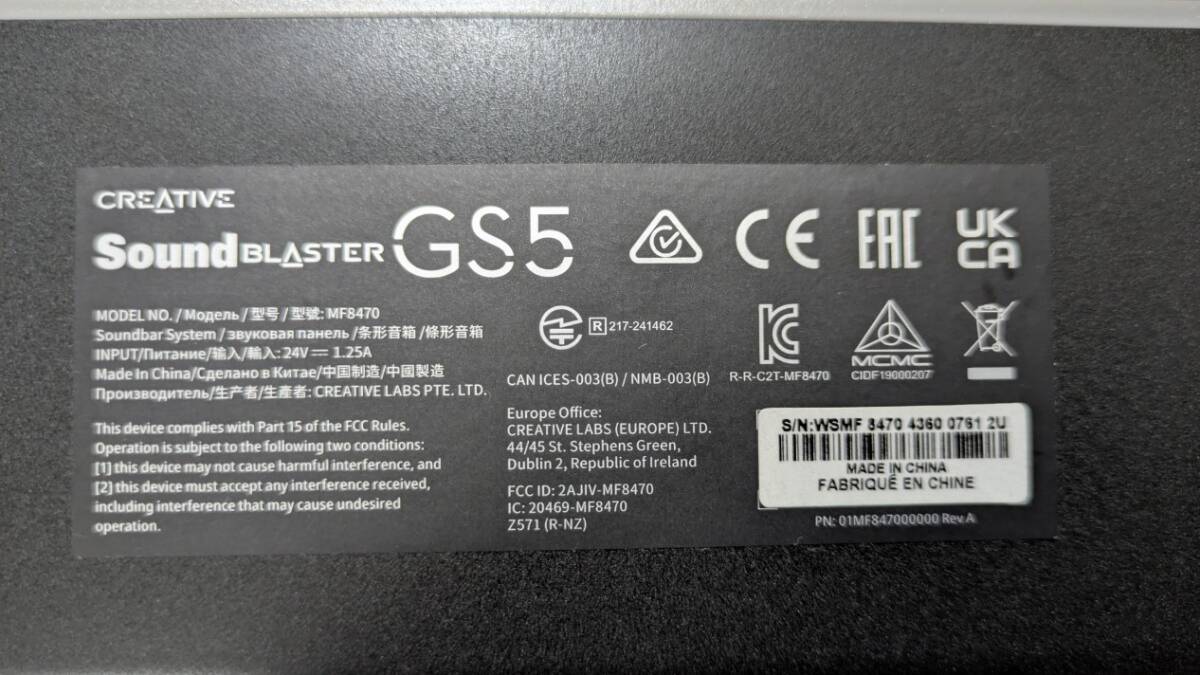 CREATIVE
Sound BLASTER GS5
CE EAC UK CA
MODEL NO. / Модель / 型号 / 型號: MF8470
Soundbar System / звуковая панель / 条形音箱 / 條形音箱
INPUT/Питание/输入/輸入: 24V ⎓ 1.25A
Made In China/Сделано в Китае/中国制造/中國製造
Производитель/生产者/生產者: CREATIVE LABS PTE. LTD.
This device complies with Part 15 of the FCC Rules.
Operation is subject to the following two conditions:
[1] this device may not cause harmful interference, and
[2] this device must accept any interference received,
including interference that may cause undesired
operation.
R 217-241462
CAN ICES-003(B) / NMB-003(B)
Europe Office:
CREATIVE LABS (EUROPE) LTD.
44/45 St. Stephens Green,
Dublin 2, Republic of Ireland
FCC ID: 2AJIV-MF8470
IC: 20469-MF8470
Z571 (R-NZ)
KC
R-R-C2T-MF8470
MCMC
CIDF19000207
S/N:WSMF 8470 4360 0761 2U
MADE IN CHINA
FABRIQUÉ EN CHINE
PN: 01MF847000000 Rev A